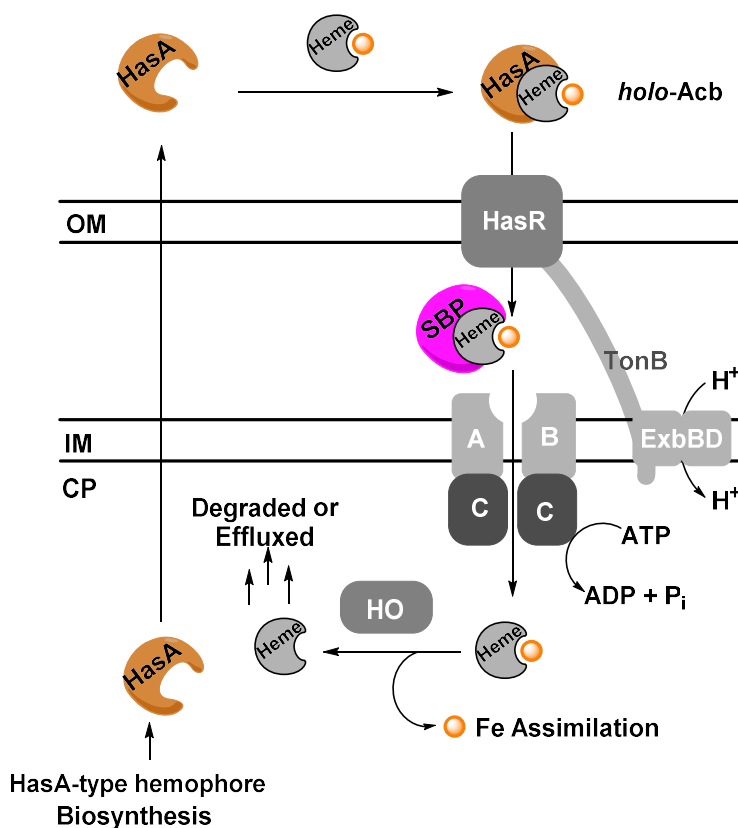 HasA
Heme
HasA
Heme
holo-Acb
OM
HasR
SBP
Heme
TonB
H+
IM
A
B
ExbBD
CP
H+
C
C
Degraded or
Effluxed
ATP
ADP + Pi
HO
HasA
Heme
Heme
Fe Assimilation
HasA-type hemophore
Biosynthesis